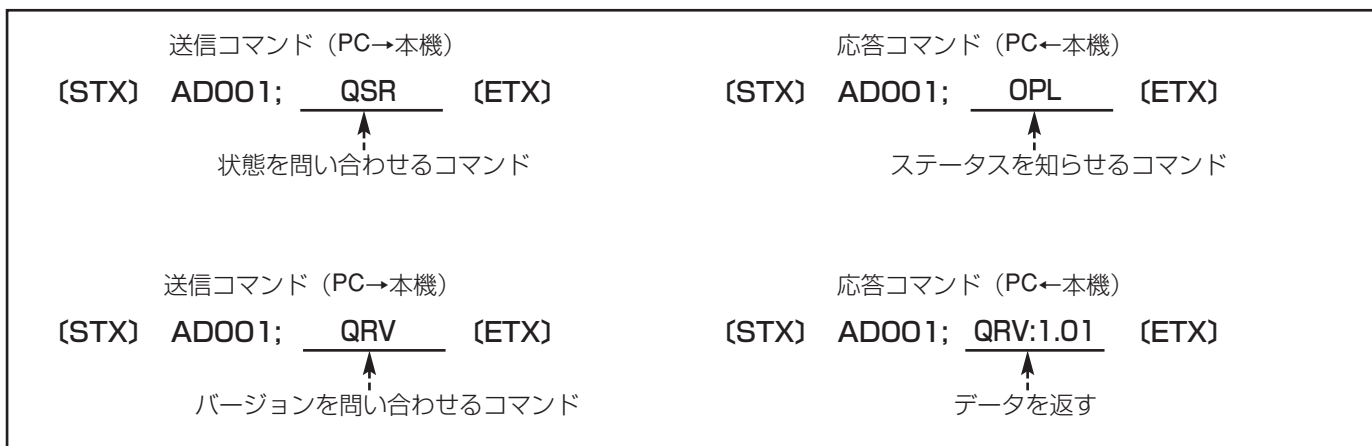 送信コマンド（PC→本機）
応答コマンド（PC←本機）
〔STX〕 AD001; QSR 〔ETX〕
〔STX〕 AD001; OPL 〔ETX〕
状態を問い合わせるコマンド
ステータスを知らせるコマンド
送信コマンド（PC→本機）
応答コマンド（PC←本機）
〔STX〕 AD001; QRV 〔ETX〕
〔STX〕 AD001; QRV:1.01 〔ETX〕
バージョンを問い合わせるコマンド
データを返す